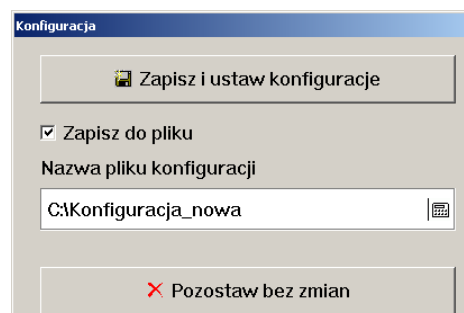 Konfiguracja
Zapisz i ustaw konfiguracje
Zapisz do pliku
Nazwa pliku konfiguracji
C:\Konfiguracja_nowa
Pozostaw bez zmian